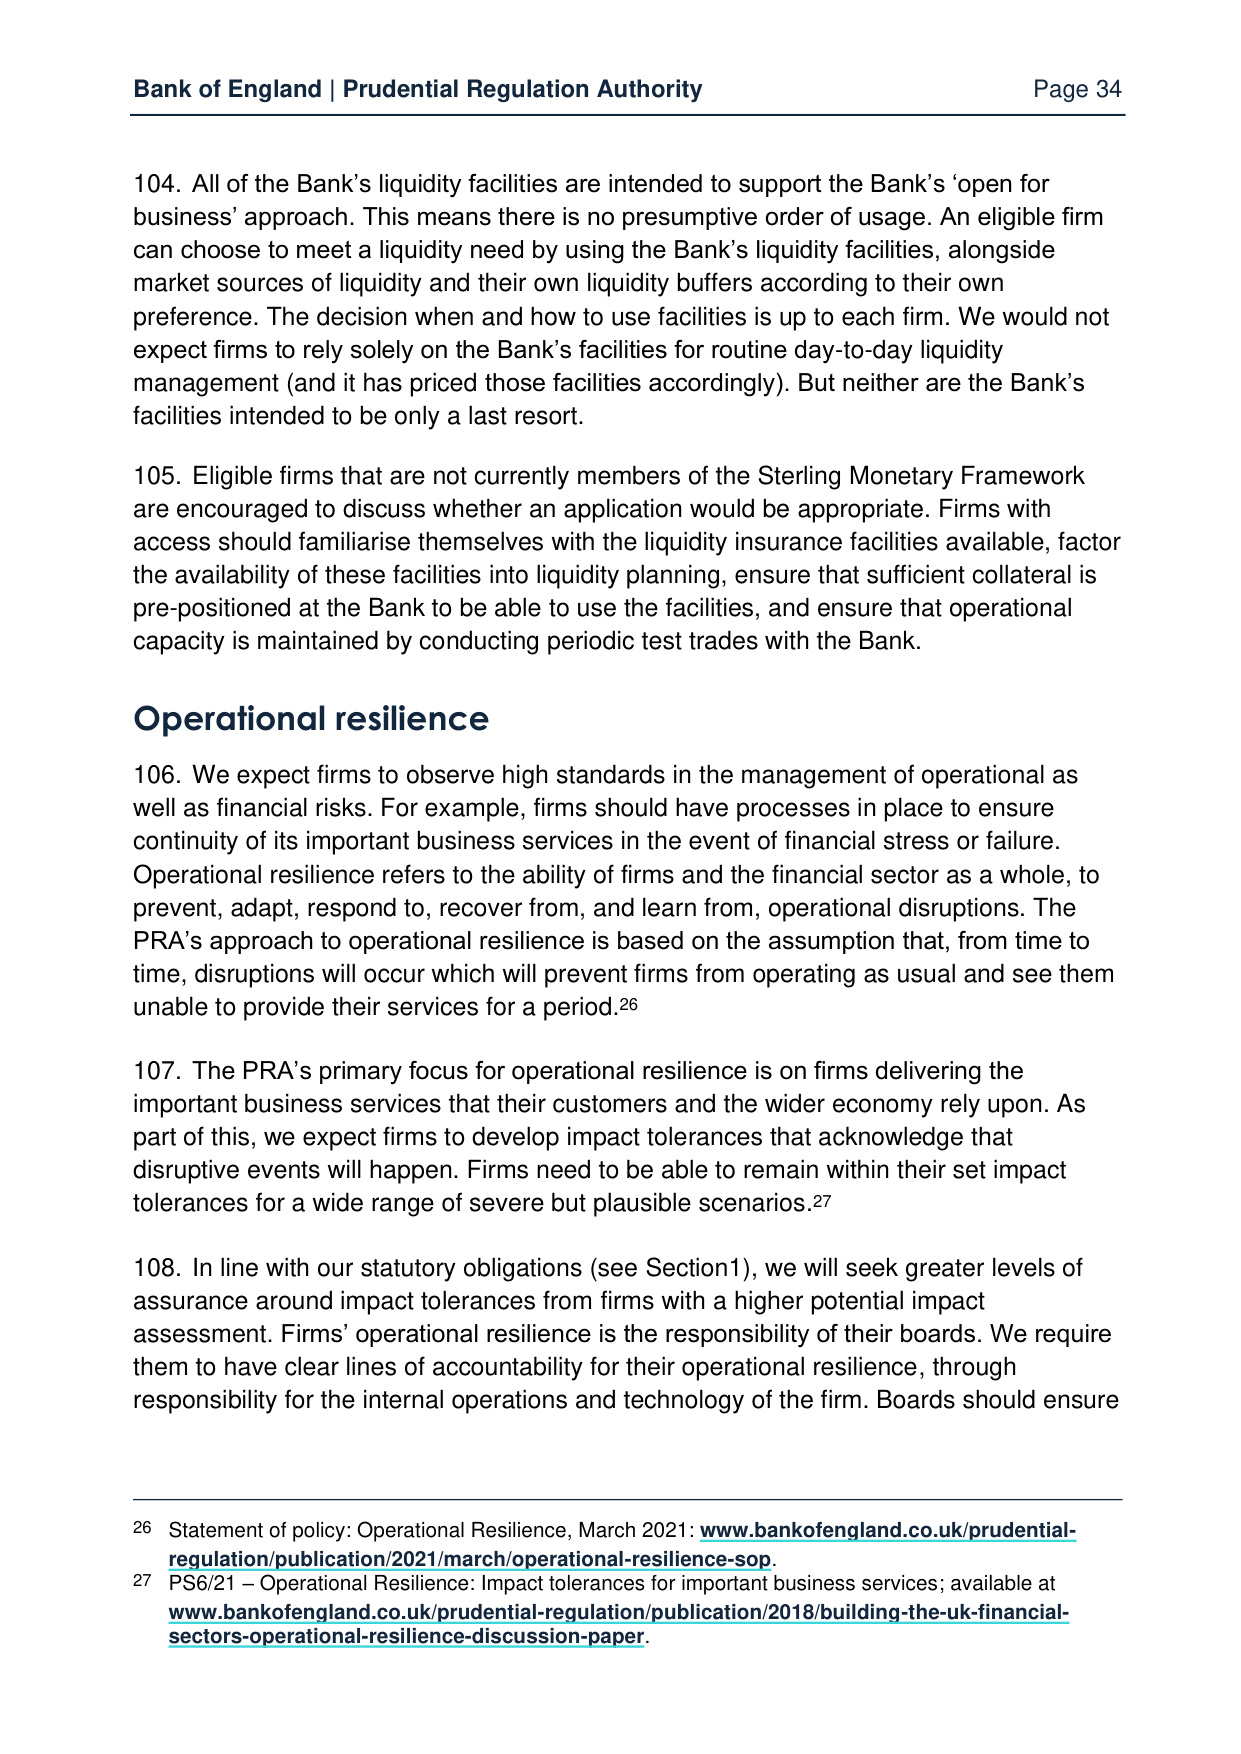 Bank of England | Prudential Regulation Authority Page 34
104. All of the Bank’s liquidity facilities are intended to support the Bank’s ‘open for
business’ approach. This means there is no presumptive order of usage. An eligible firm
can choose to meet a liquidity need by using the Bank’s liquidity facilities, alongside
market sources of liquidity and their own liquidity buffers according to their own
preference. The decision when and how to use facilities is up to each firm. We would not
expect firms to rely solely on the Bank’s facilities for routine day-to-day liquidity
management (and it has priced those facilities accordingly). But neither are the Bank’s
facilities intended to be only a last resort.
105. Eligible firms that are not currently members of the Sterling Monetary Framework
are encouraged to discuss whether an application would be appropriate. Firms with
access should familiarise themselves with the liquidity insurance facilities available, factor
the availability of these facilities into liquidity planning, ensure that sufficient collateral is
pre-positioned at the Bank to be able to use the facilities, and ensure that operational
capacity is maintained by conducting periodic test trades with the Bank.
Operational resilience
106. We expect firms to observe high standards in the management of operational as
well as financial risks. For example, firms should have processes in place to ensure
continuity of its important business services in the event of financial stress or failure.
Operational resilience refers to the ability of firms and the financial sector as a whole, to
prevent, adapt, respond to, recover from, and learn from, operational disruptions. The
PRA’s approach to operational resilience is based on the assumption that, from time to
time, disruptions will occur which will prevent firms from operating as usual and see them
unable to provide their services for a period.26
107. The PRA’s primary focus for operational resilience is on firms delivering the
important business services that their customers and the wider economy rely upon. As
part of this, we expect firms to develop impact tolerances that acknowledge that
disruptive events will happen. Firms need to be able to remain within their set impact
tolerances for a wide range of severe but plausible scenarios.27
108. In line with our statutory obligations (see Section1), we will seek greater levels of
assurance around impact tolerances from firms with a higher potential impact
assessment. Firms’ operational resilience is the responsibility of their boards. We require
them to have clear lines of accountability for their operational resilience, through
responsibility for the internal operations and technology of the firm. Boards should ensure
26 Statement of policy: Operational Resilience, March 2021: www.bankofengland.co.uk/prudential-
regulation/publication/2021/march/operational-resilience-sop.
27 PS6/21 – Operational Resilience: Impact tolerances for important business services; available at
www.bankofengland.co.uk/prudential-regulation/publication/2018/building-the-uk-financial-
sectors-operational-resilience-discussion-paper.